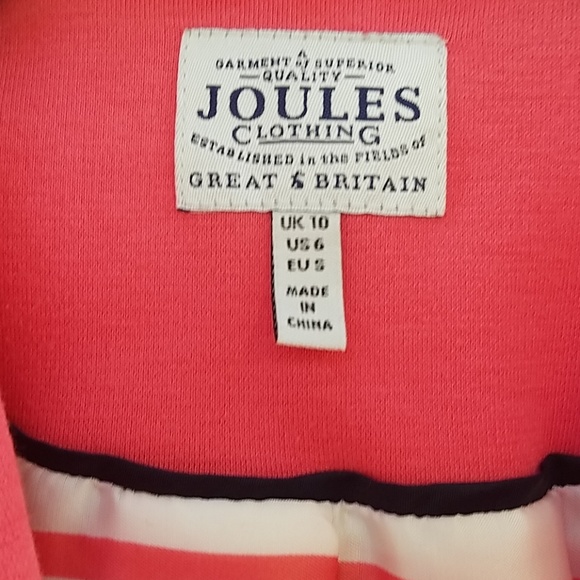 A
GARMENT of SUPERIOR
QUALITY
JOULES
CLOTHING
ESTABLISHED in the FIELDS OF
GREAT BRITAIN
UK 10
US 6
EU S
MADE
IN
CHINA